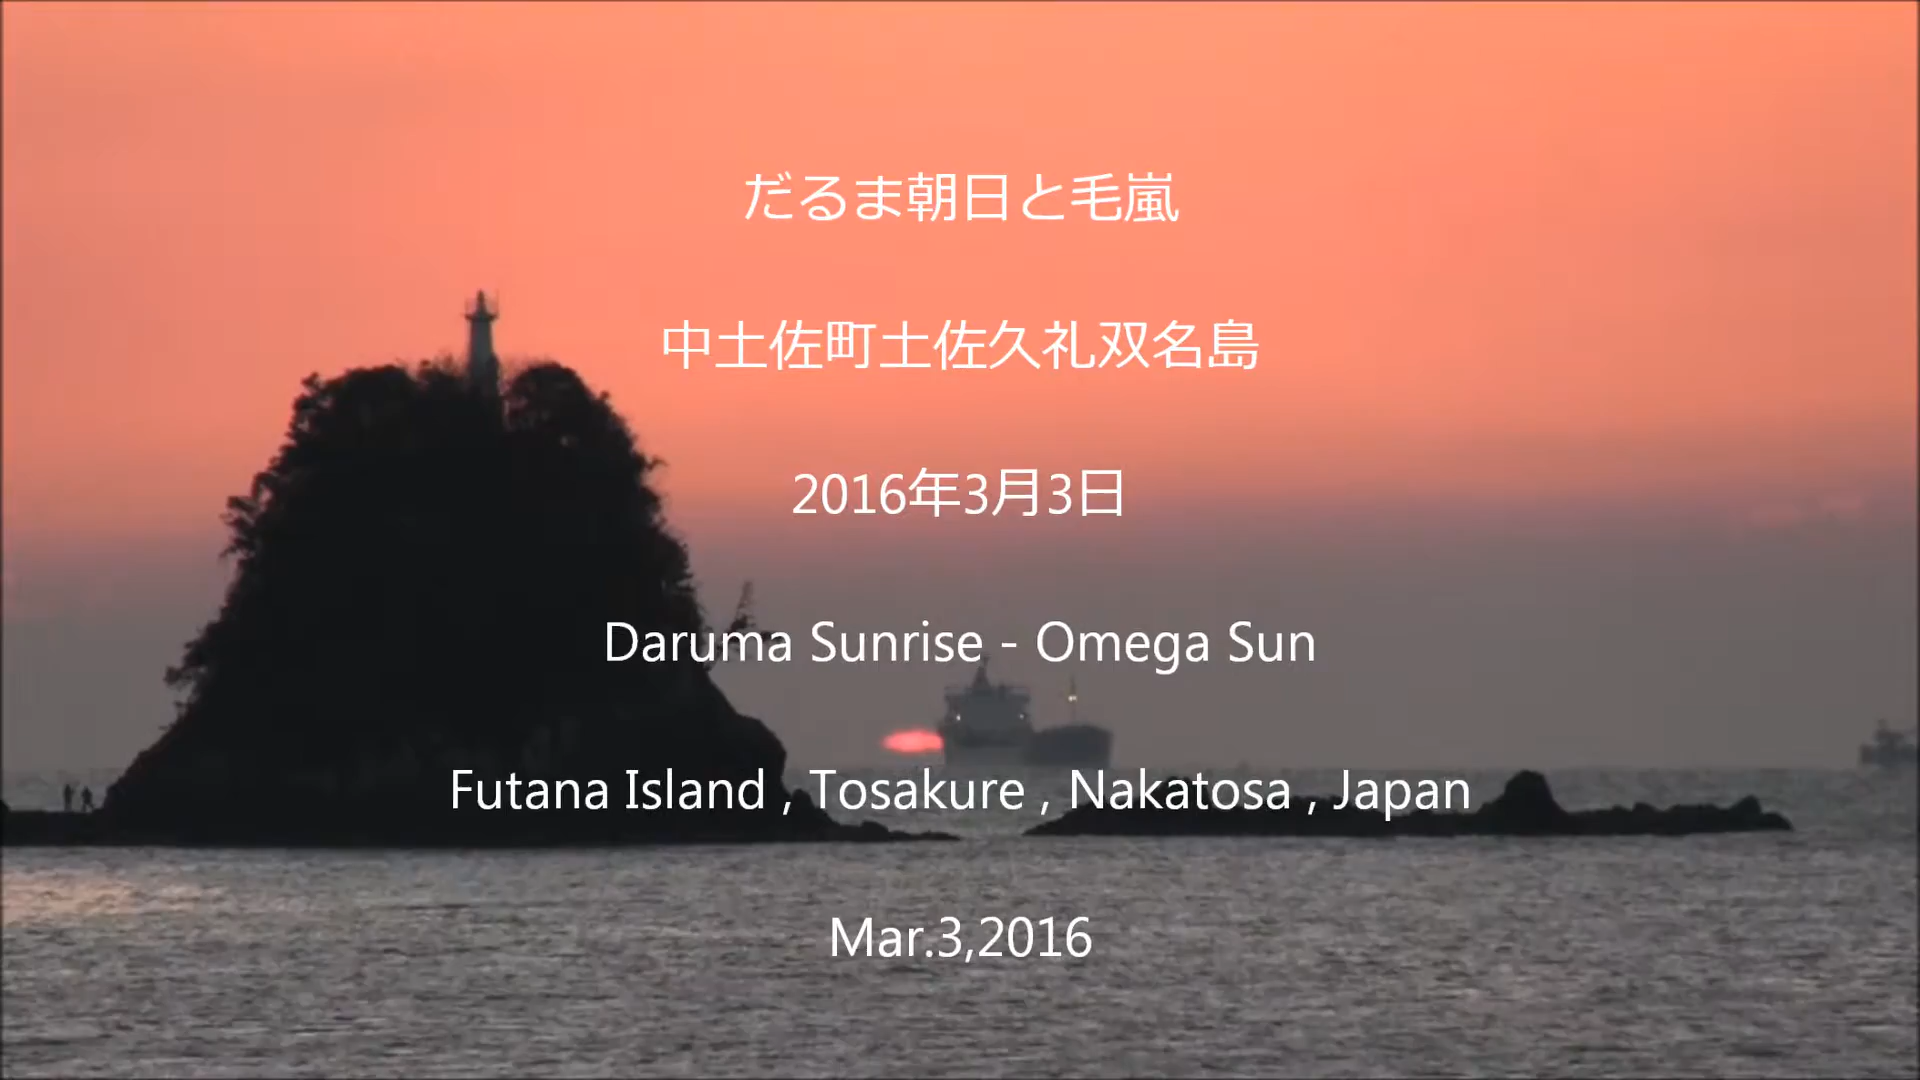 だるま朝日と毛嵐
中土佐町土佐久礼双名島
2016年3月3日
Daruma Sunrise - Omega Sun
Futana Island , Tosakure , Nakatosa , Japan
Mar.3,2016